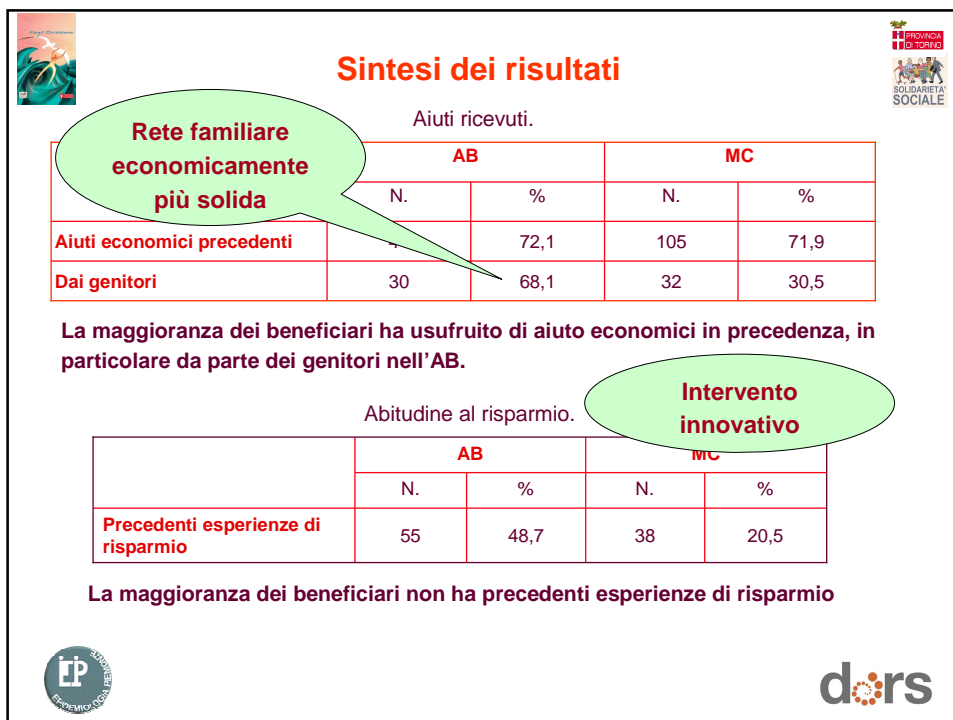 PROVINCIA
DI TORINO
SOLIDARIETA'
SOCIALE
Sintesi dei risultati
Aiuti ricevuti.
Rete familiare
economicamente
più solida
AB MC
N. % N. %
Aiuti economici precedenti 72,1 105 71,9
Dai genitori 30 68,1 32 30,5
La maggioranza dei beneficiari ha usufruito di aiuto economici in precedenza, in
particolare da parte dei genitori nell'AB.
Intervento
innovativo
Abitudine al risparmio.
AB MC
N. % N. %
Precedenti esperienze di
risparmio 55 48,7 38 20,5
La maggioranza dei beneficiari non ha precedenti esperienze di risparmio
EPIDEMIOLOGIA PIEMONTE
dors